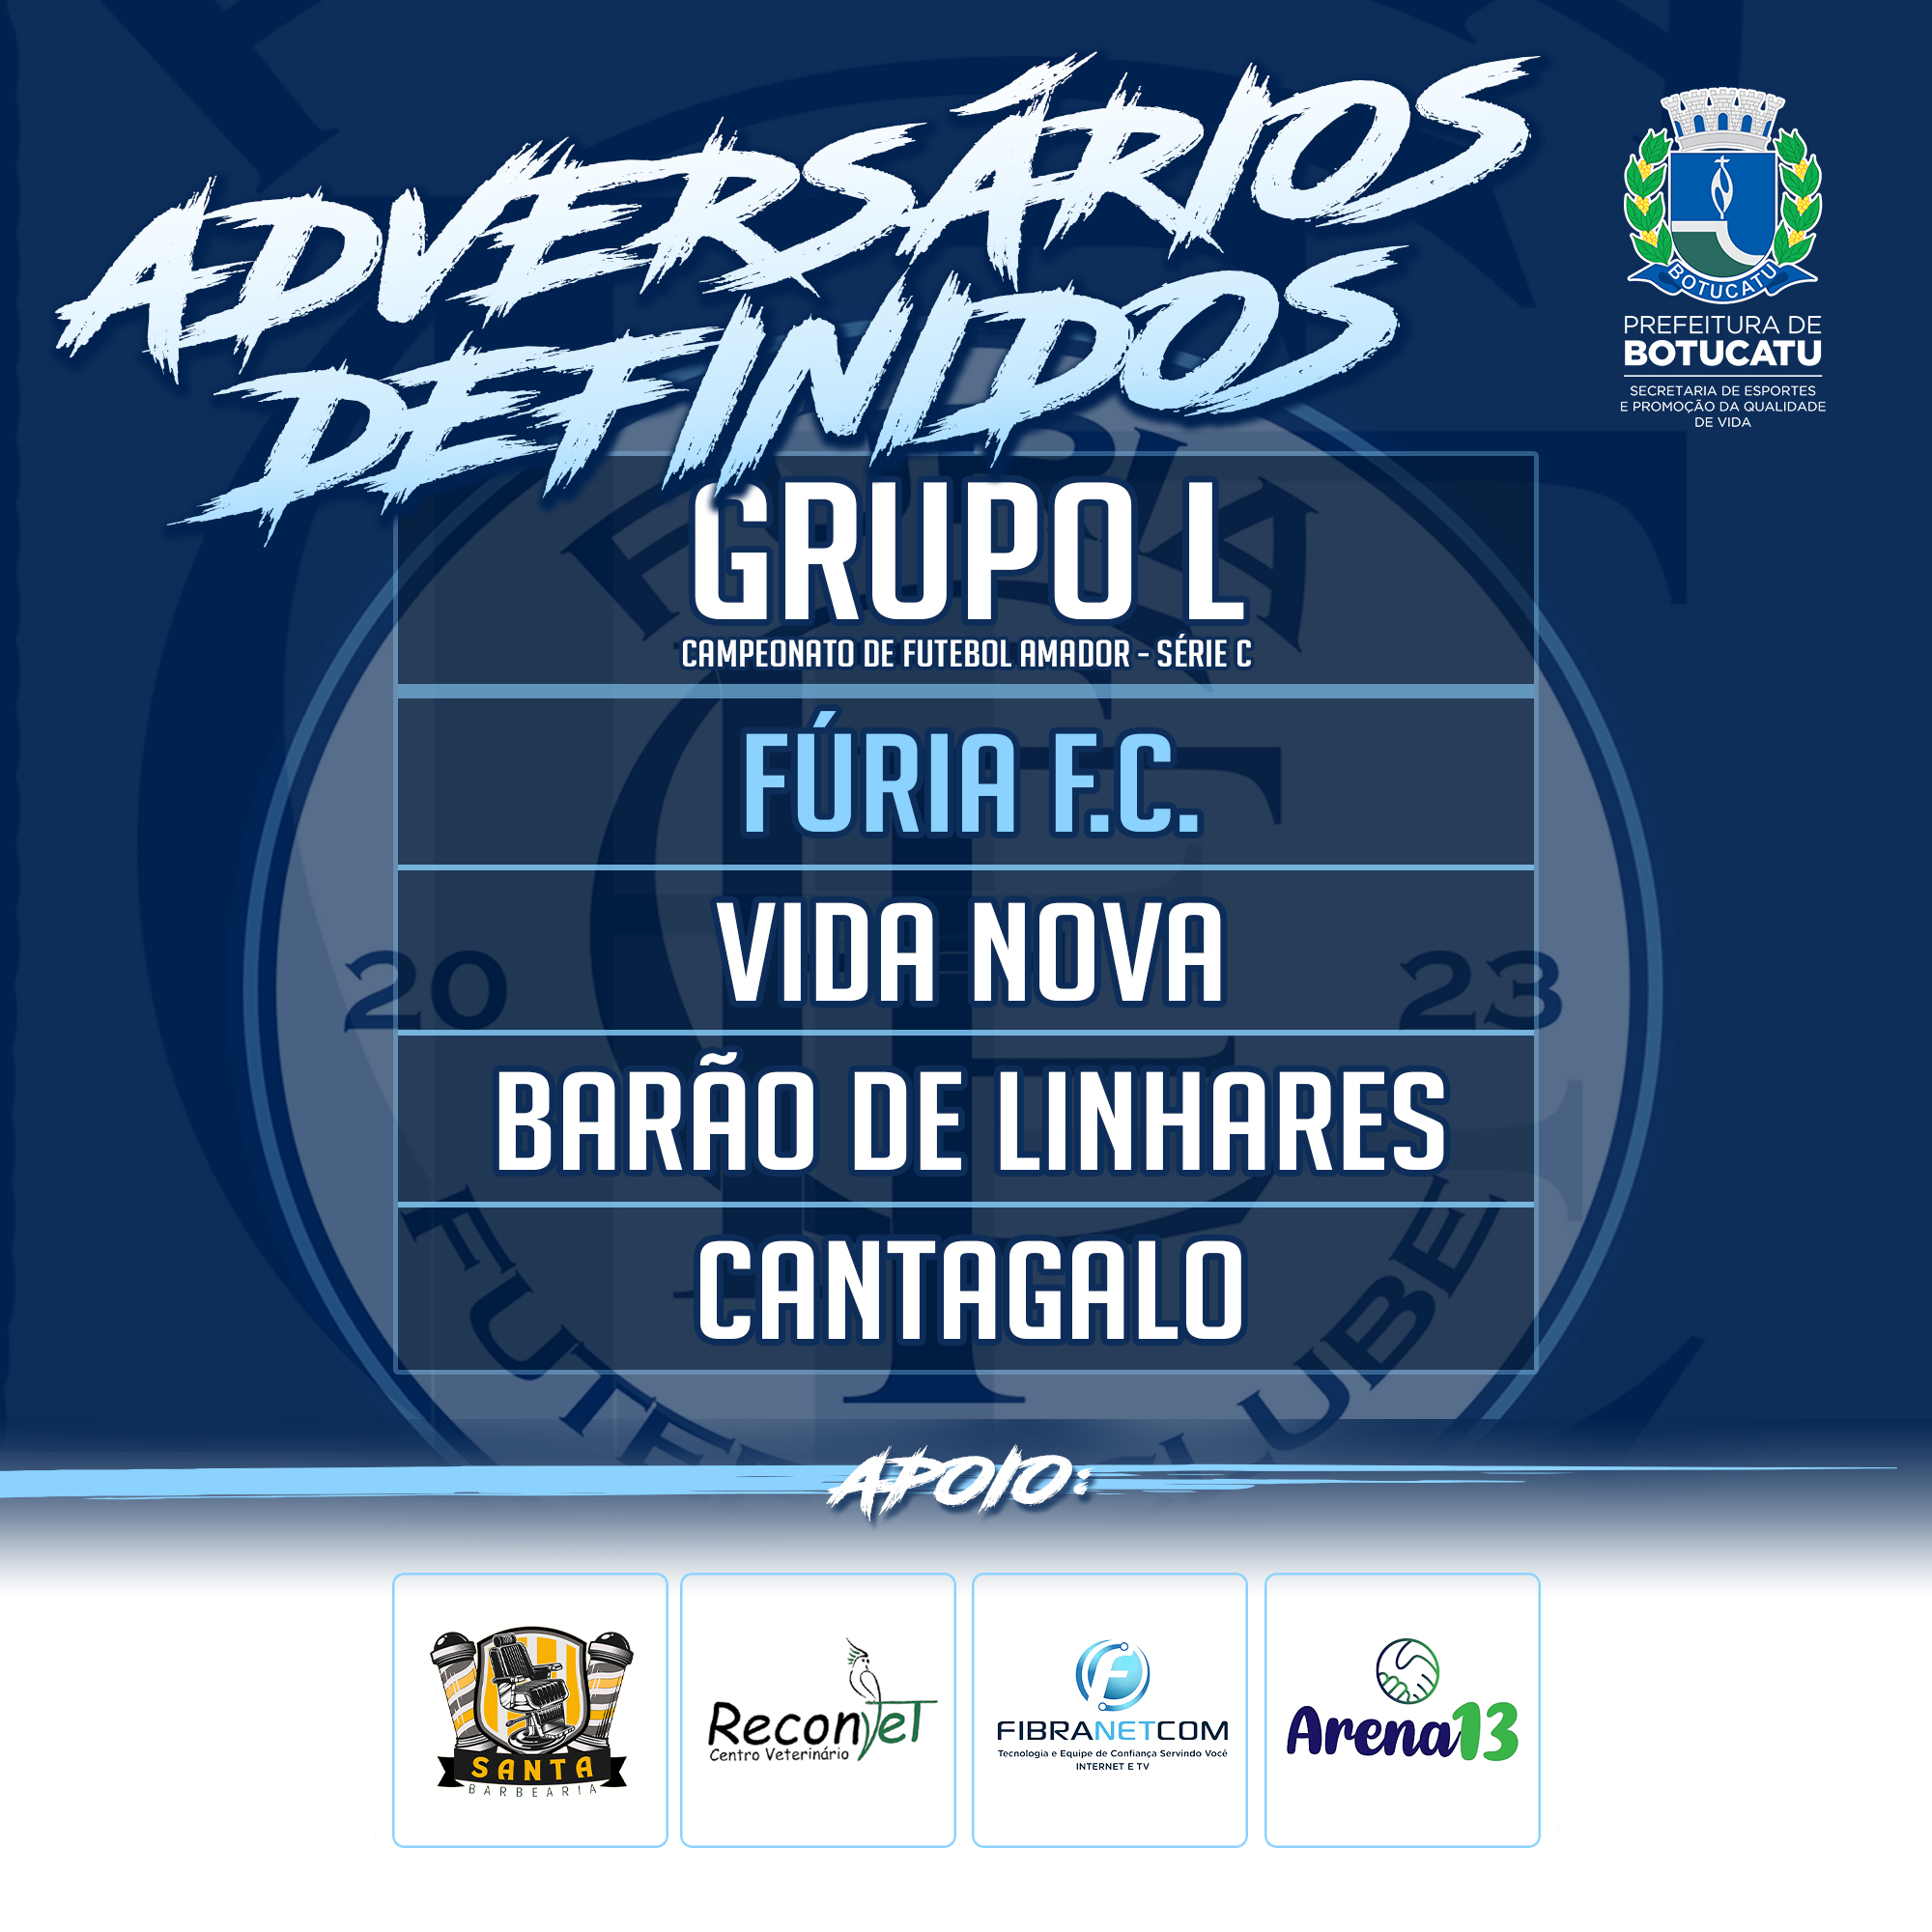 ADVERSÁRIOS
DEFINIDOS
BOTUCATU
PREFEITURA DE
BOTUCATU
SECRETARIA DE ESPORTES
E PROMOÇÃO DA QUALIDADE
DE VIDA
GRUPO L
CAMPEONATO DE FUTEBOL AMADOR - SÉRIE C
FÚRIA F.C.
VIDA NOVA
20
23
BARÃO DE LINHARES
CANTAGALO
FUTEBOL CLUBE
APOIO:
SANTA
BARBEARIA
ReconVeT
Centro Veterinário
F
FIBRANETCOM
Tecnologia e Equipe de Confiança Servindo Você
INTERNET E TV
Arena13